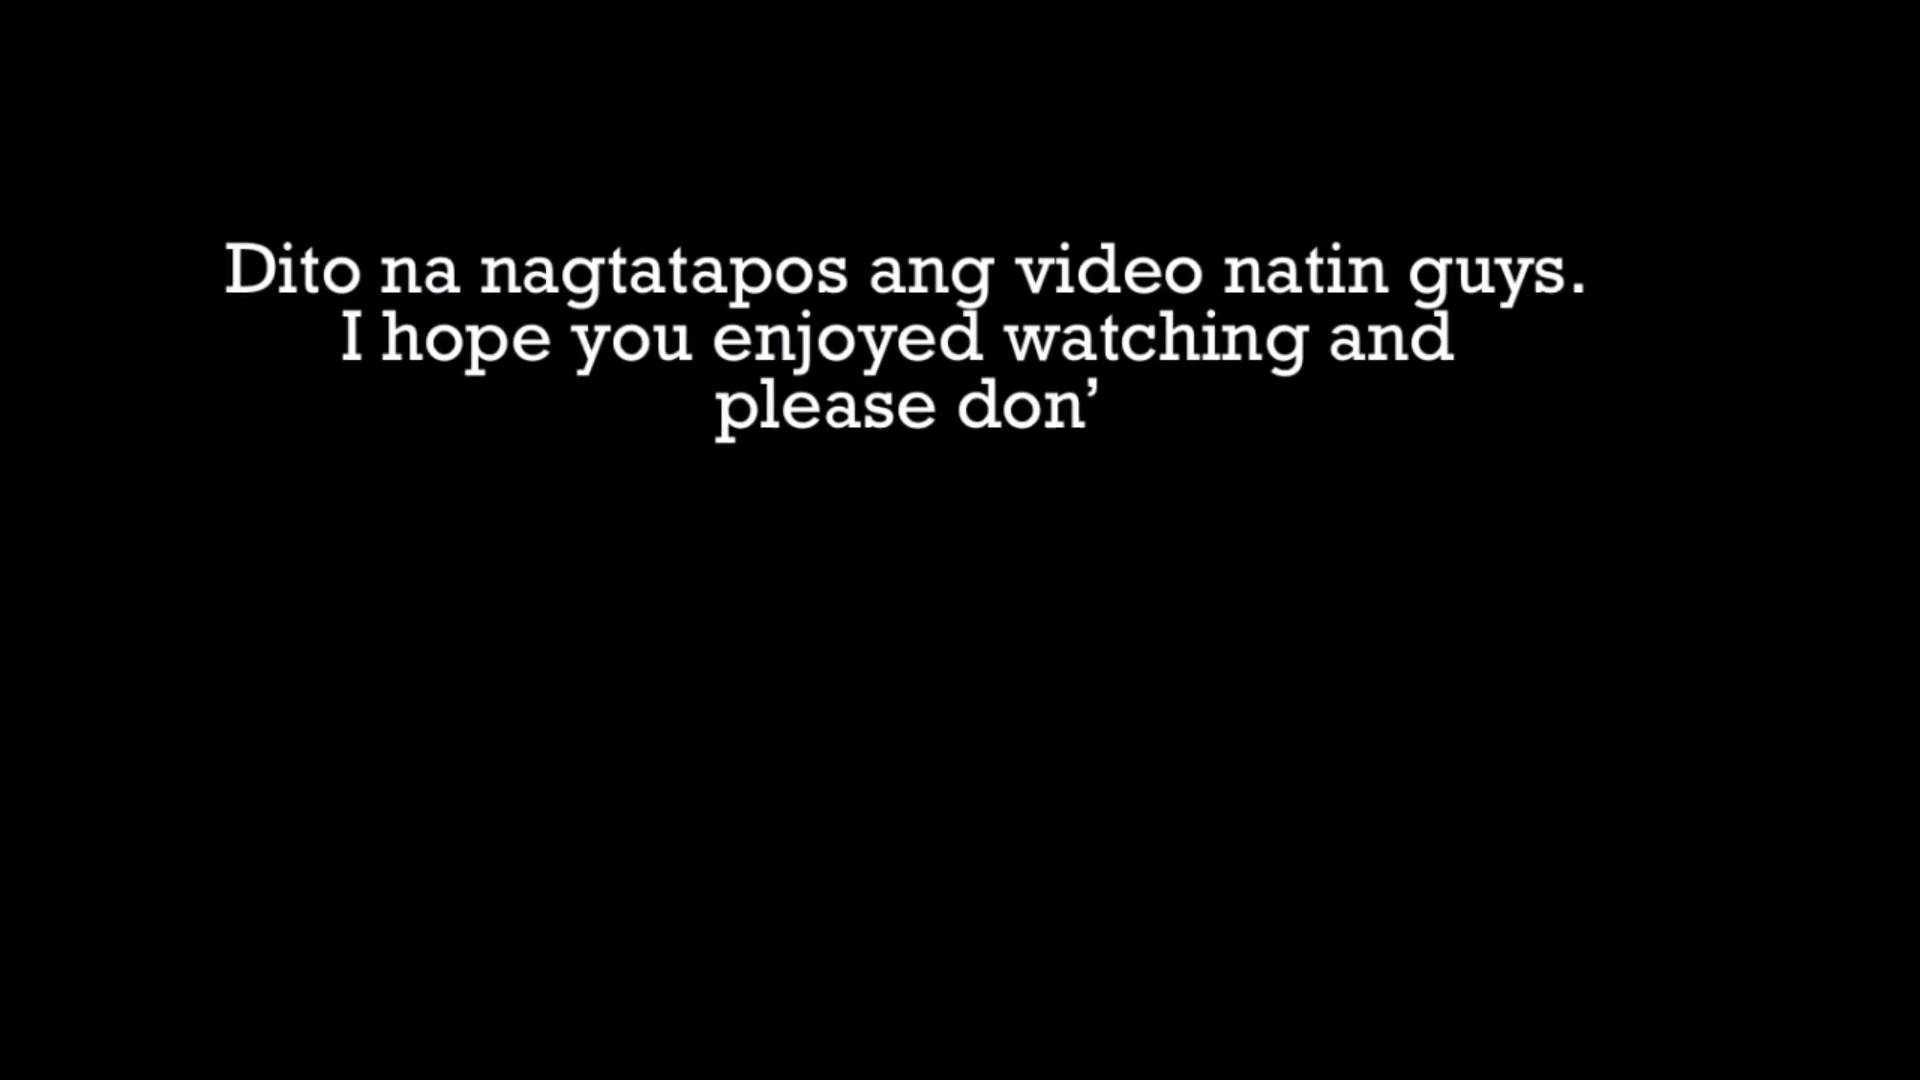 Dito na nagtatapos ang video natin guys.
I hope you enjoyed watching and
please don’